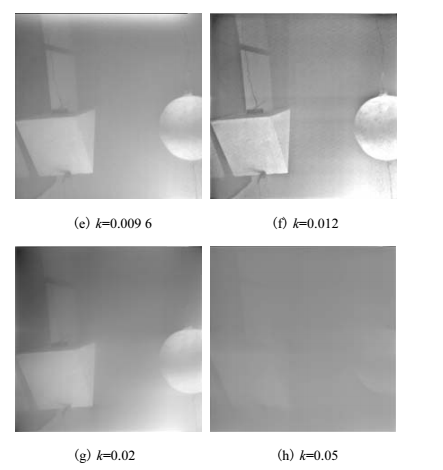 (e) k=0.009 6
(f) k=0.012
(g) k=0.02
(h) k=0.05